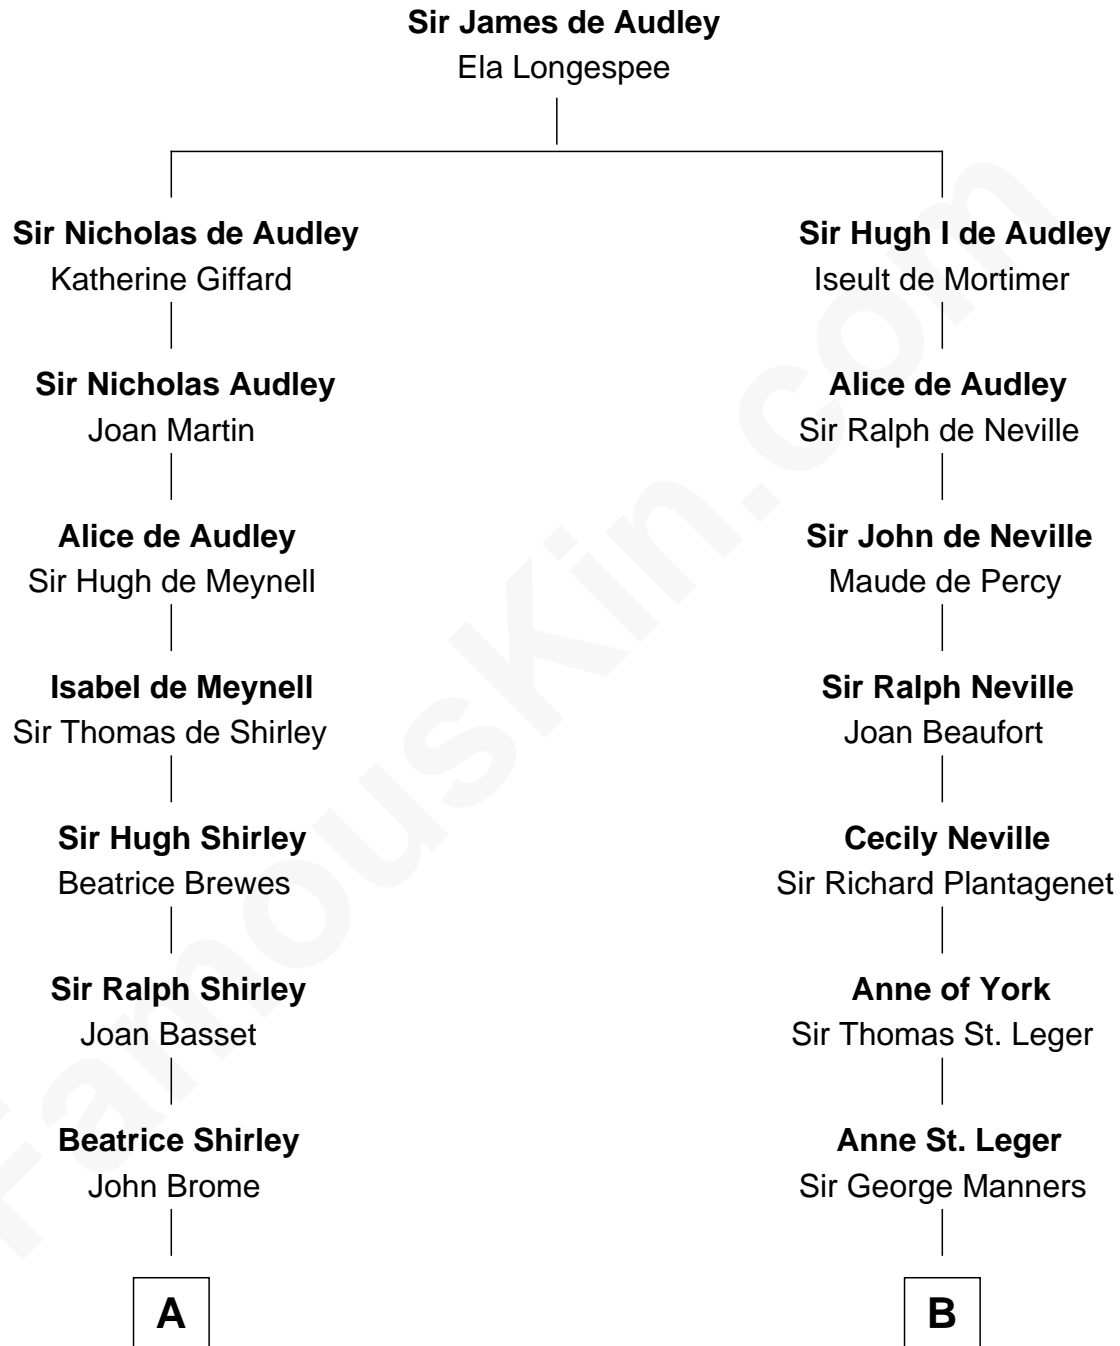 Sir James de Audley
Ela Longespee
Sir Nicholas de Audley
Katherine Giffard
Sir Hugh I de Audley
Iseult de Mortimer
Sir Nicholas Audley
Joan Martin
Alice de Audley
Sir Ralph de Neville
Alice de Audley
Sir Hugh de Meynell
Sir John de Neville
Maude de Percy
Isabel de Meynell
Sir Thomas de Shirley
Sir Ralph Neville
Joan Beaufort
Sir Hugh Shirley
Beatrice Brewes
Cecily Neville
Sir Richard Plantagenet
Sir Ralph Shirley
Joan Basset
Anne of York
Sir Thomas St. Leger
Beatrice Shirley
John Brome
Anne St. Leger
Sir George Manners
A
B
FamousKin.com